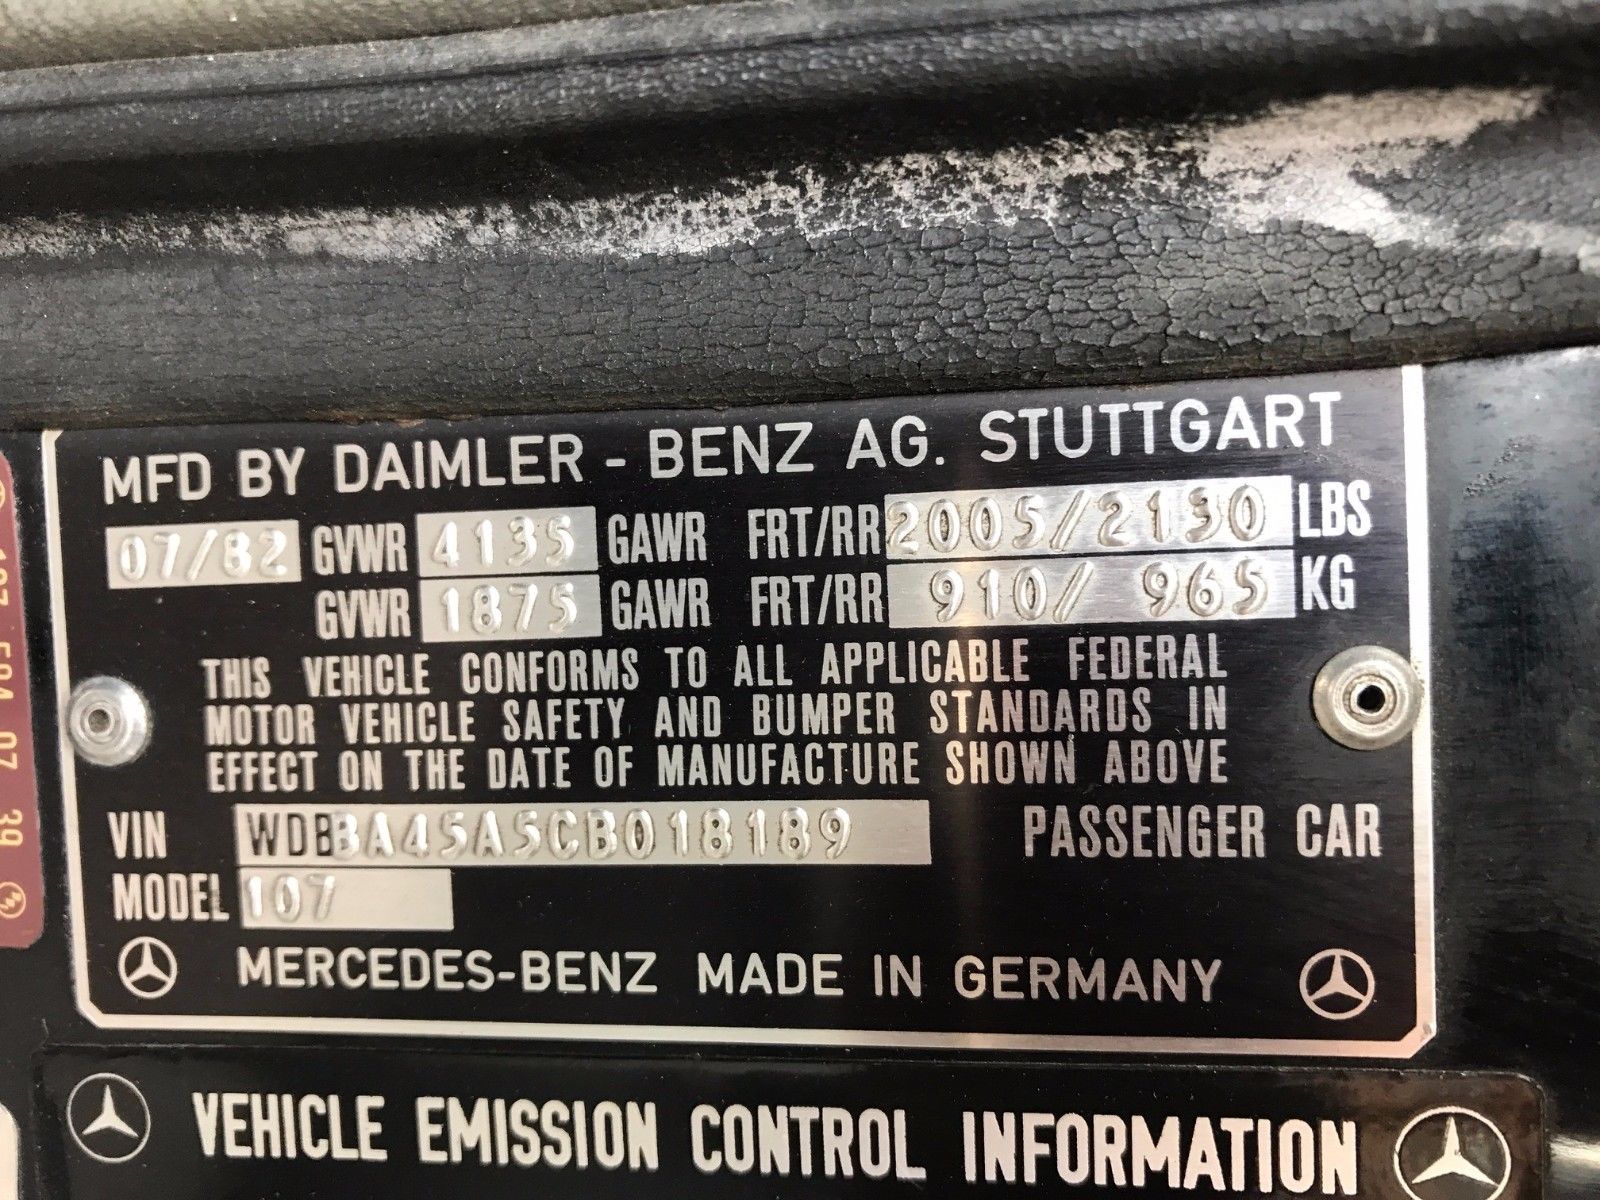 MFD BY DAIMLER - BENZ AG. STUTTGART
07/82 GVWR 4135 GAWR FRT/RR 2005/2130 LBS
GVWR 1875 GAWR FRT/RR 910/ 965 KG
THIS VEHICLE CONFORMS TO ALL APPLICABLE FEDERAL
MOTOR VEHICLE SAFETY AND BUMPER STANDARDS IN
EFFECT ON THE DATE OF MANUFACTURE SHOWN ABOVE
VIN WDBBA45A5CB018189 PASSENGER CAR
MODEL 107
MERCEDES-BENZ MADE IN GERMANY
VEHICLE EMISSION CONTROL INFORMATION